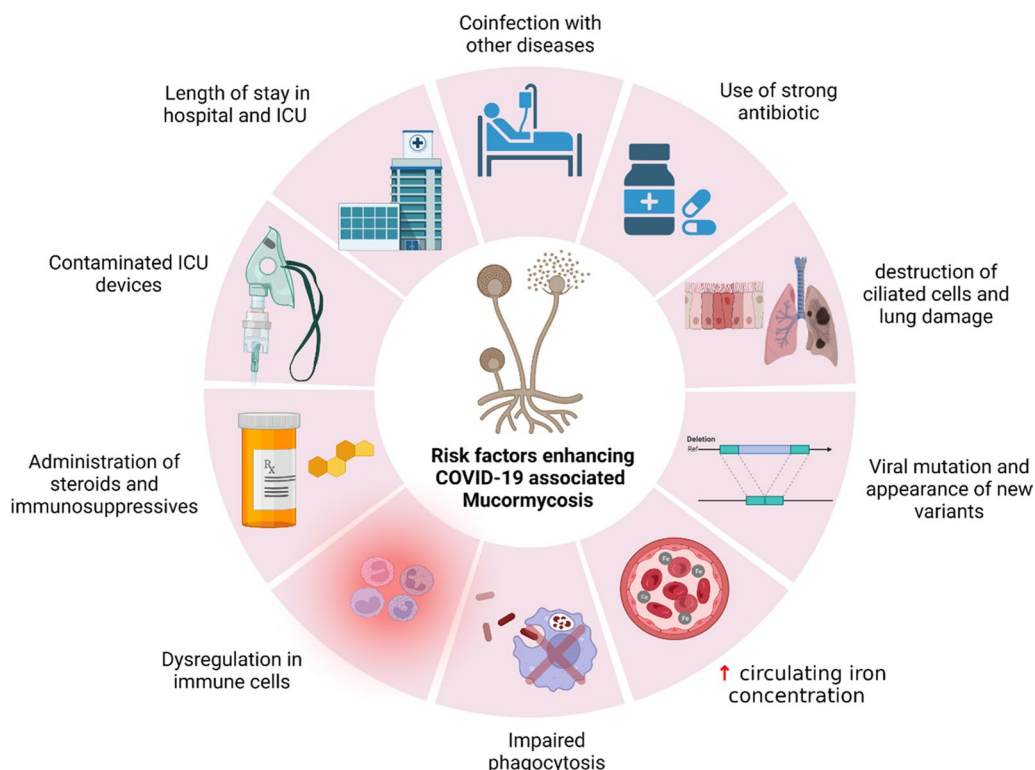 Coinfection with
other diseases
Use of strong
antibiotic
destruction of
ciliated cells and
lung damage
Deletion
Ref
Viral mutation and
appearance of new
variants
Fe
Fe
Fe
Fe
↑ circulating iron
concentration
Impaired
phagocytosis
Dysregulation in
immune cells
Rx
Administration of
steroids and
immunosuppressives
Contaminated ICU
devices
Length of stay in
hospital and ICU
Risk factors enhancing
COVID-19 associated
Mucormycosis